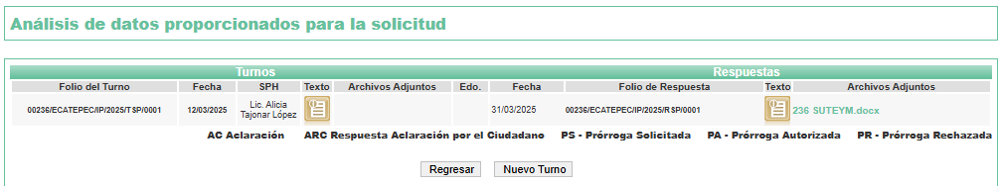 Análisis de datos proporcionados para la solicitud
Turnos Respuestas
Folio del Turno Fecha SPH Texto Archivos Adjuntos Edo. Fecha Folio de Respuesta Texto Archivos Adjuntos
00236/ECATEPEC/IP/2025/TSP/0001 12/03/2025 Lic. Alicia Tajonar López 31/03/2025 00236/ECATEPEC/IP/2025/RSP/0001 236 SUTEYM.docx
AC Aclaración ARC Respuesta Aclaración por el Ciudadano PS - Prórroga Solicitada PA - Prórroga Autorizada PR - Prórroga Rechazada
Regresar Nuevo Turno